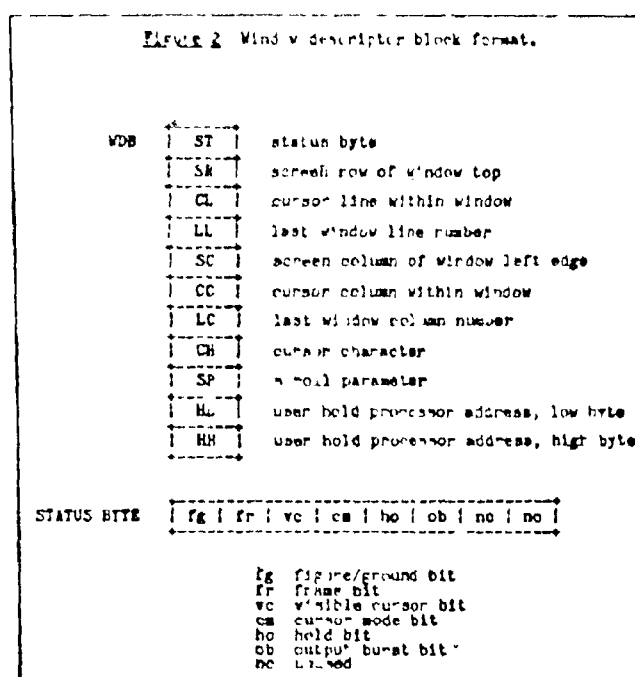 Figure 2 Wind w descriptor block format.
WDB | ST | status byte
| SR | screen row of window top
| CL | cursor line within window
| LL | last window line number
| SC | screen column of window left edge
| CC | cursor column within window
| LC | last window column number
| CH | cursor character
| SP | scroll parameter
| HL | user hold processor address, low byte
| HH | user hold processor address, high byte
STATUS BYTE | fg | fr | vc | cm | ho | ob | no | no |
fg figure/ground bit
fr frame bit
vc visible cursor bit
cm cursor mode bit
ho hold bit
ob output burst bit
no unused